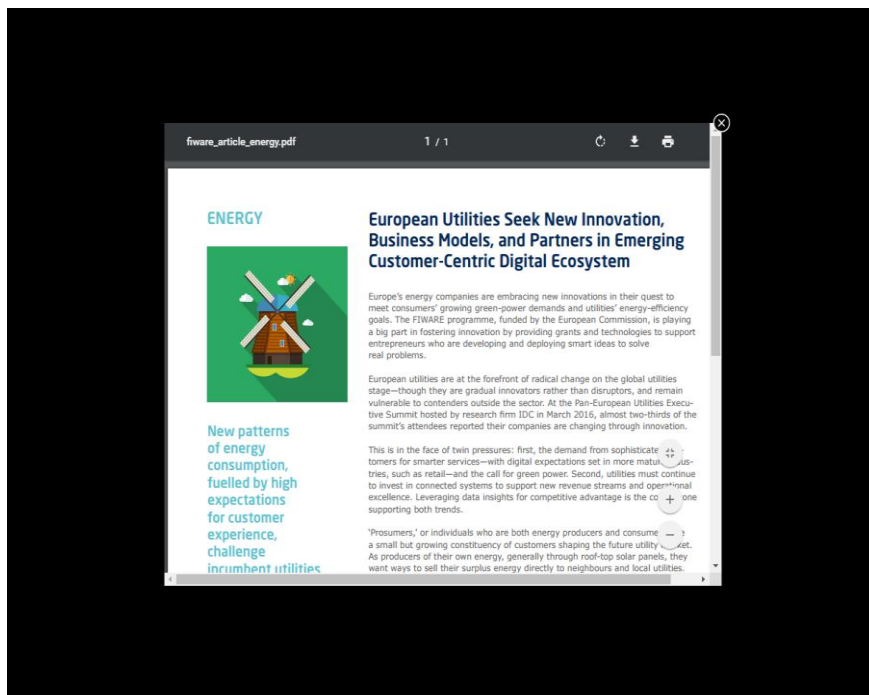 fiware_article_energy.pdf
1 / 1
ENERGY
New patterns
of energy
consumption,
fuelled by high
expectations
for customer
experience,
challenge
incumbent utilities
European Utilities Seek New Innovation,
Business Models, and Partners in Emerging
Customer-Centric Digital Ecosystem
Europe's energy companies are embracing new innovations in their quest to
meet consumers' growing green-power demands and utilities' energy-efficiency
goals. The FIWARE programme, funded by the European Commission, is playing
a big part in fostering innovation by providing grants and technologies to support
entrepreneurs who are developing and deploying smart ideas to solve
real problems.
European utilities are at the forefront of radical change on the global utilities
stage—though they are gradual innovators rather than disruptors, and remain
vulnerable to contenders outside the sector. At the Pan-European Utilities Execu-
tive Summit hosted by research firm IDC in March 2016, almost two-thirds of the
summit's attendees reported their companies are changing through innovation.
This is in the face of twin pressures: first, the demand from
tomers for smarter services—with digital expectations set in more
tries, such as retail—and the call for green power. Second, utilities must continue
to invest in connected systems to support new revenue streams and operational
excellence. Leveraging data insights for competitive advantage is the
supporting both trends.
'Prosumers,' or individuals who are both energy producers and
a small but growing constituency of customers shaping the future utility
As producers of their own energy, generally through roof-top solar panels, they
want ways to sell their surplus energy directly to neighbours and local utilities.